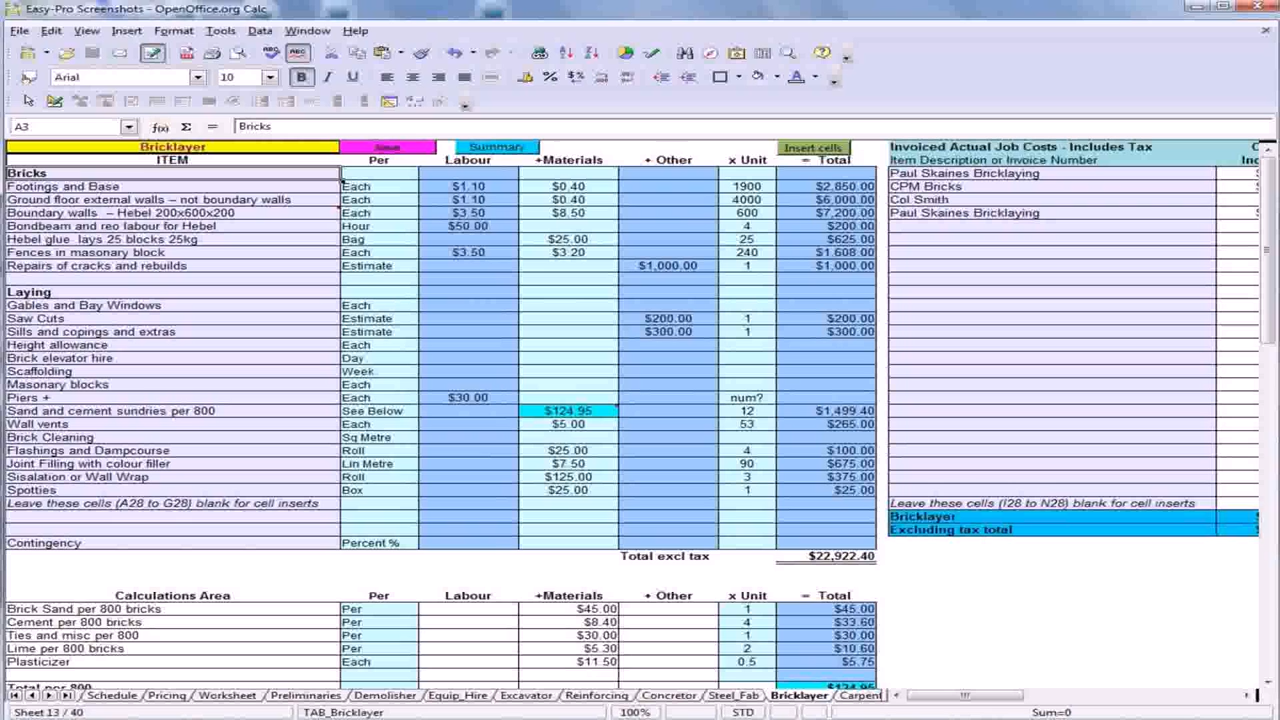 Easy-Pro Screenshots - OpenOffice.org Calc
File Edit View Insert Format Tools Data Window Help
Arial 10
A3 Bricks
Bricklayer Summary Insert cells Invoiced Actual Job Costs - Includes Tax
ITEM Per Labour +Materials + Other x Unit = Total Item Description or Invoice Number
Bricks Paul Skaines Bricklaying
Footings and Base Each $1.10 $0.40 1900 $2,850.00 CPM Bricks
Ground floor external walls – not boundary walls Each $1.10 $0.40 4000 $6,000.00 Col Smith
Boundary walls – Hebel 200x600x200 Each $3.50 $8.50 600 $7,200.00 Paul Skaines Bricklaying
Bondbeam and reo labour for Hebel Hour $50.00 4 $200.00
Hebel glue lays 25 blocks 25kg Bag $25.00 25 $625.00
Fences in masonary block Each $3.50 $3.20 240 $1,608.00
Repairs of cracks and rebuilds Estimate $1,000.00 1 $1,000.00
Laying
Gables and Bay Windows Each
Saw Cuts Estimate $200.00 1 $200.00
Sills and copings and extras Estimate $300.00 1 $300.00
Height allowance Each
Brick elevator hire Day
Scaffolding Week
Masonary blocks Each
Piers + Each $30.00 num?
Sand and cement sundries per 800 See Below $124.95 12 $1,499.40
Wall vents Each $5.00 53 $265.00
Brick Cleaning Sq Metre
Flashings and Dampcourse Roll $25.00 4 $100.00
Joint Filling with colour filler Lin Metre $7.50 90 $675.00
Sisalation or Wall Wrap Roll $125.00 3 $375.00
Spotties Box $25.00 1 $25.00
Leave these cells (A28 to G28) blank for cell inserts Leave these cells (I28 to N28) blank for cell inserts
Bricklayer
Excluding tax total
Contingency Percent %
Total excl tax $22,922.40
Calculations Area Per Labour +Materials + Other x Unit = Total
Brick Sand per 800 bricks Per $45.00 1 $45.00
Cement per 800 bricks Per $8.40 4 $33.60
Ties and misc per 800 Per $30.00 1 $30.00
Lime per 800 bricks Per $5.30 2 $10.60
Plasticizer Each $11.50 0.5 $5.75
Total per 800 $124.95
Schedule Pricing Worksheet Preliminaries Demolisher Equip_Hire Excavator Reinforcing Concretor Steel_Fab Bricklayer Carpent
Sheet 13 / 40 TAB_Bricklayer 100% STD Sum=0